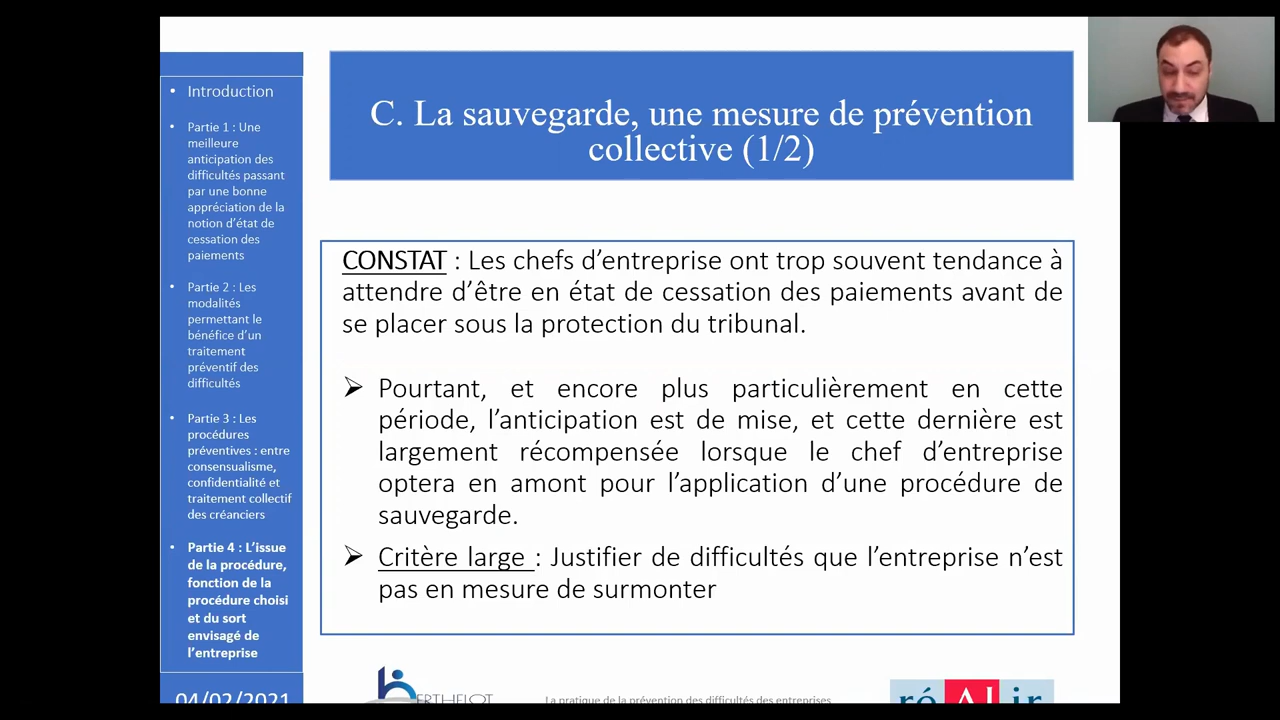 • Introduction
• Partie 1 : Une
meilleure
anticipation des
difficultés passant
par une bonne
appréciation de la
notion d’état de
cessation des
paiements
• Partie 2 : Les
modalités
permettant le
bénéfice d’un
traitement
préventif des
difficultés
• Partie 3 : Les
procédures
préventives : entre
consensualisme,
confidentialité et
traitement collectif
des créanciers
• Partie 4 : L’issue
de la procédure,
fonction de la
procédure choisi
et du sort
envisagé de
l’entreprise
04/02/2021
C. La sauvegarde, une mesure de prévention
collective (1/2)
CONSTAT : Les chefs d’entreprise ont trop souvent tendance à
attendre d’être en état de cessation des paiements avant de
se placer sous la protection du tribunal.
➢ Pourtant, et encore plus particulièrement en cette
période, l’anticipation est de mise, et cette dernière est
largement récompensée lorsque le chef d’entreprise
optera en amont pour l’application d’une procédure de
sauvegarde.
➢ Critère large : Justifier de difficultés que l’entreprise n’est
pas en mesure de surmonter
ERTHELOT
La pratique de la prévention des difficultés des entreprises
réAl ir